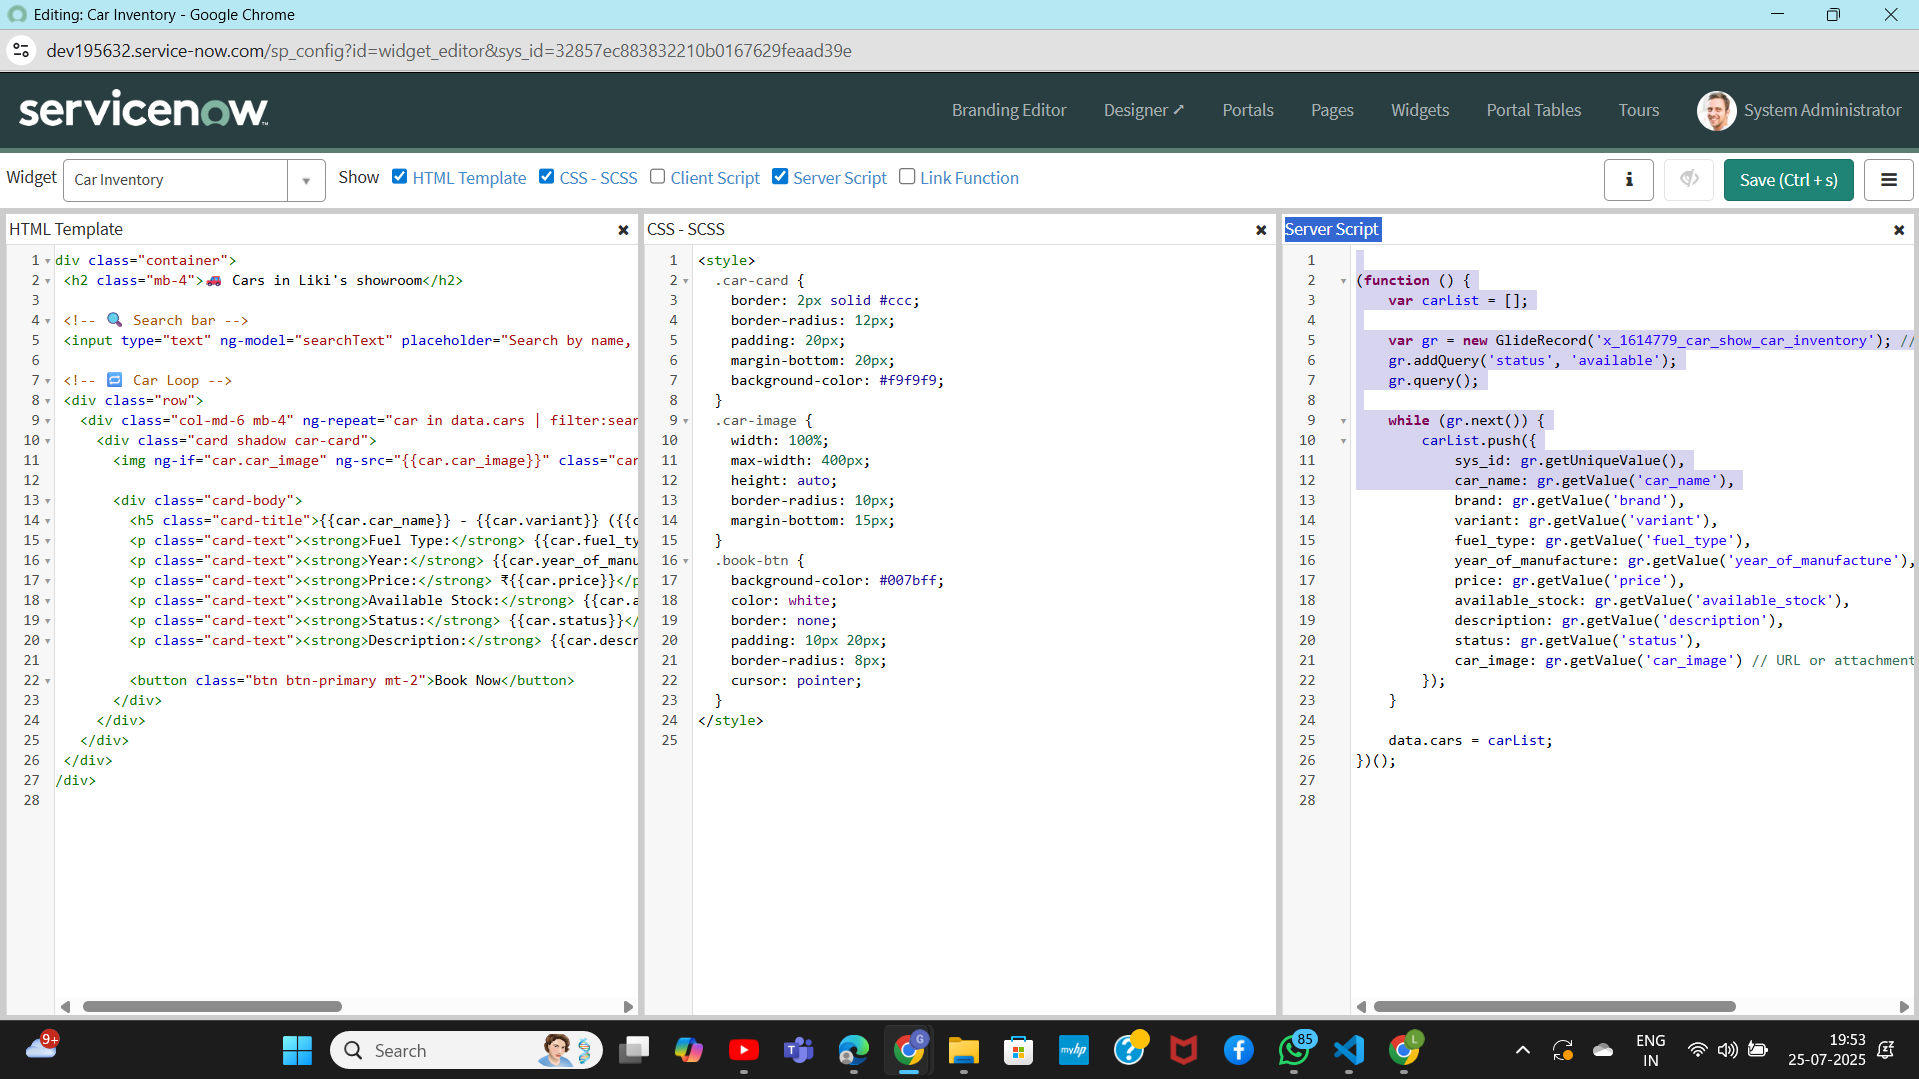 Editing: Car Inventory - Google Chrome
dev195632.service-now.com/sp_config?id=widget_editor&sys_id=32857ec883832210b0167629feaad39e
servicenow
Branding Editor
Designer
Portals
Pages
Widgets
Portal Tables
Tours
System Administrator
Widget
Car Inventory
Show
HTML Template
CSS - SCSS
Client Script
Server Script
Link Function
i
Save (Ctrl + s)
HTML Template
1 div class="container">
2 <h2 class="mb-4">🚗 Cars in Liki's showroom</h2>
3
4 <!-- 🔍 Search bar -->
5 <input type="text" ng-model="searchText" placeholder="Search by name,
6
7 <!-- 🔁 Car Loop -->
8 <div class="row">
9 <div class="col-md-6 mb-4" ng-repeat="car in data.cars | filter:sear
10 <div class="card shadow car-card">
11 <img ng-if="car.car_image" ng-src="{{car.car_image}}" class="car
12
13 <div class="card-body">
14 <h5 class="card-title">{{car.car_name}} - {{car.variant}} ({{c
15 <p class="card-text"><strong>Fuel Type:</strong> {{car.fuel_ty
16 <p class="card-text"><strong>Year:</strong> {{car.year_of_manu
17 <p class="card-text"><strong>Price:</strong> ₹{{car.price}}</p
18 <p class="card-text"><strong>Available Stock:</strong> {{car.a
19 <p class="card-text"><strong>Status:</strong> {{car.status}}</
20 <p class="card-text"><strong>Description:</strong> {{car.descr
21
22 <button class="btn btn-primary mt-2">Book Now</button>
23 </div>
24 </div>
25 </div>
26 </div>
27 /div>
28
CSS - SCSS
1 <style>
2 .car-card {
3 border: 2px solid #ccc;
4 border-radius: 12px;
5 padding: 20px;
6 margin-bottom: 20px;
7 background-color: #f9f9f9;
8 }
9 .car-image {
10 width: 100%;
11 max-width: 400px;
12 height: auto;
13 border-radius: 10px;
14 margin-bottom: 15px;
15 }
16 .book-btn {
17 background-color: #007bff;
18 color: white;
19 border: none;
20 padding: 10px 20px;
21 border-radius: 8px;
22 cursor: pointer;
23 }
24 </style>
25
Server Script
1
2 (function () {
3 var carList = [];
4
5 var gr = new GlideRecord('x_1614779_car_show_car_inventory'); //
6 gr.addQuery('status', 'available');
7 gr.query();
8
9 while (gr.next()) {
10 carList.push({
11 sys_id: gr.getUniqueValue(),
12 car_name: gr.getValue('car_name'),
13 brand: gr.getValue('brand'),
14 variant: gr.getValue('variant'),
15 fuel_type: gr.getValue('fuel_type'),
16 year_of_manufacture: gr.getValue('year_of_manufacture'),
17 price: gr.getValue('price'),
18 available_stock: gr.getValue('available_stock'),
19 description: gr.getValue('description'),
20 status: gr.getValue('status'),
21 car_image: gr.getValue('car_image') // URL or attachment
22 });
23 }
24
25 data.cars = carList;
26 })();
27
28
9+
Search
myhp
G
85
L
ENG
IN
19:53
25-07-2025